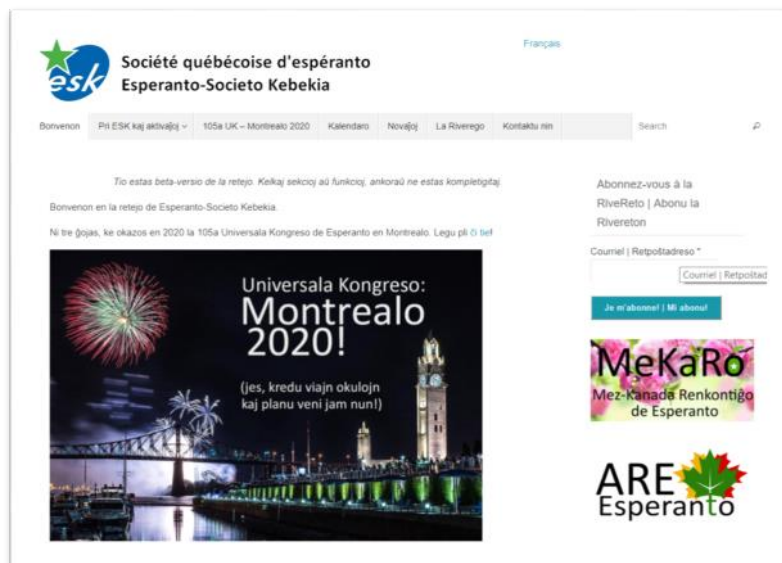 Français
esk
Société québécoise d'espéranto
Esperanto-Societo Kebekia
Bonvenon
Pri ESK kaj aktivaĵoj
105a UK – Montrealo 2020
Kalendaro
Novaĵoj
La Riverego
Kontaktu nin
Search
Tio estas beta-versio de la retejo. Kelkaj sekcioj aŭ funkcioj, ankoraŭ ne estas kompletigitaj.
Bonvenon en la retejo de Esperanto-Societo Kebekia.
Ni tre ĝojas, ke okazos en 2020 la 105a Universala Kongreso de Esperanto en Montrealo. Legu pli ĉi tie!
Universala Kongreso:
Montrealo
2020!
(jes, kredu viajn okulojn
kaj planu veni jam nun!)
Abonnez-vous à la
RiveReto | Abonu la
Rivereton
Courriel | Retpoŝtadreso *
Courriel | Retpoŝtad
Je m'abonne! | Mi abonu!
MeKaRo
Mez-Kanada Renkontiĝo
de Esperanto
ARE
Esperanto